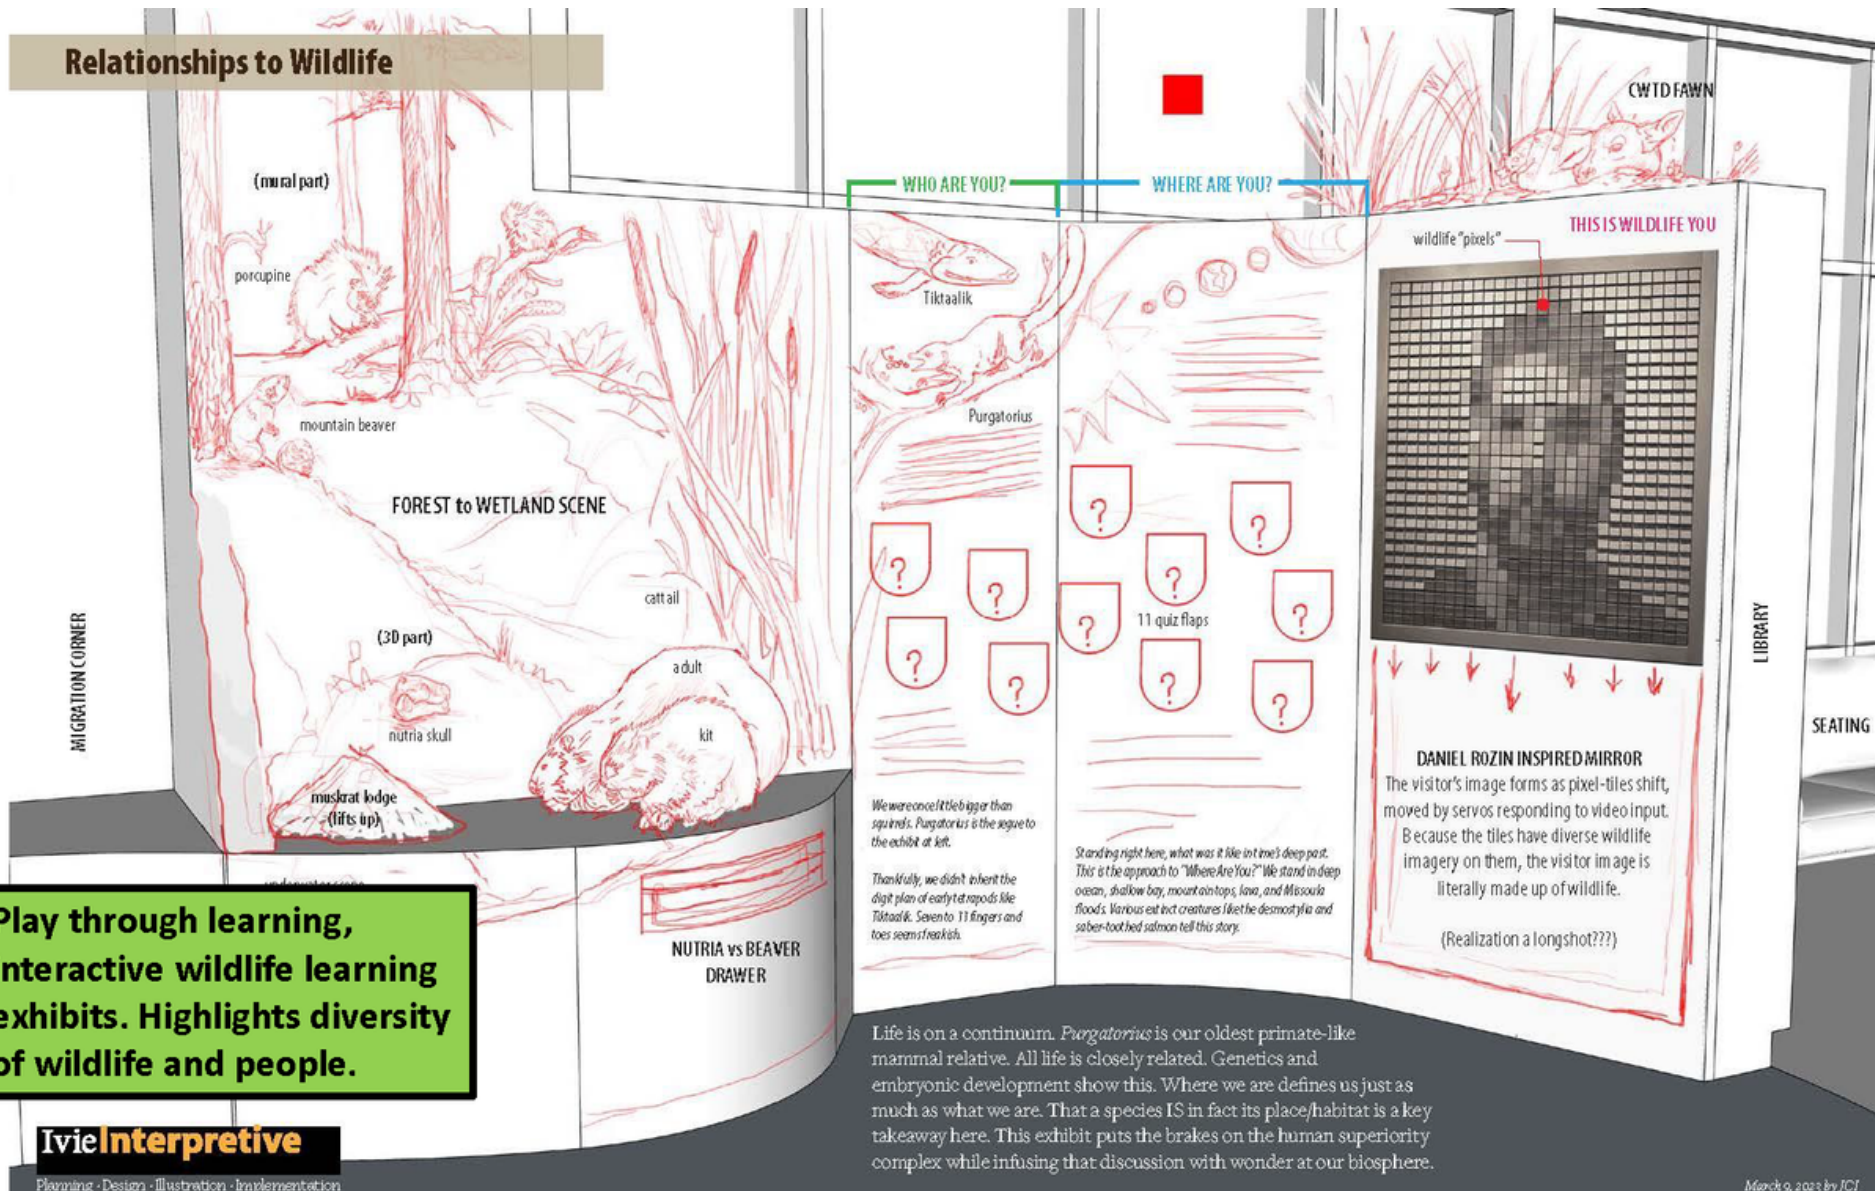 Relationships to Wildlife
CWTD FAWN
(mural part)
WHO ARE YOU?
WHERE ARE YOU?
THIS IS WILDLIFE YOU
wildlife "pixels"
porcupine
Tiktaalik
Purgatorius
mountain beaver
FOREST to WETLAND SCENE
cattail
(3D part)
adult
kit
nutria skull
muskrat lodge
(lifts up)
underwater scene
MIGRATION CORNER
? ? ? ? ? ? ? ? ? ? ?
11 quiz flaps
LIBRARY
SEATING
We were once little bigger than
squirrels. Purgatorius is the segue to
the exhibit at left.
Thankfully, we didn't inherit the
digit plan of early tetrapods like
Tiktaalik. Seven to 11 fingers and
toes seems freakish.
Standing right here, what was it like in time's deep past.
This is the approach to "Where Are You?" We stand in deep
ocean, shallow bay, mountaintops, lava, and Missoula
floods. Various extinct creatures like the desmostylia and
saber-toothed salmon tell this story.
DANIEL ROZIN INSPIRED MIRROR
The visitor's image forms as pixel-tiles shift,
moved by servos responding to video input.
Because the tiles have diverse wildlife
imagery on them, the visitor image is
literally made up of wildlife.
(Realization a longshot???)
NUTRIA vs BEAVER
DRAWER
Play through learning,
interactive wildlife learning
exhibits. Highlights diversity
of wildlife and people.
Life is on a continuum. Purgatorius is our oldest primate-like
mammal relative. All life is closely related. Genetics and
embryonic development show this. Where we are defines us just as
much as what we are. That a species IS in fact its place/habitat is a key
takeaway here. This exhibit puts the brakes on the human superiority
complex while infusing that discussion with wonder at our biosphere.
IvieInterpretive
Planning · Design · Illustration · Implementation
March 9, 2023 by JCI